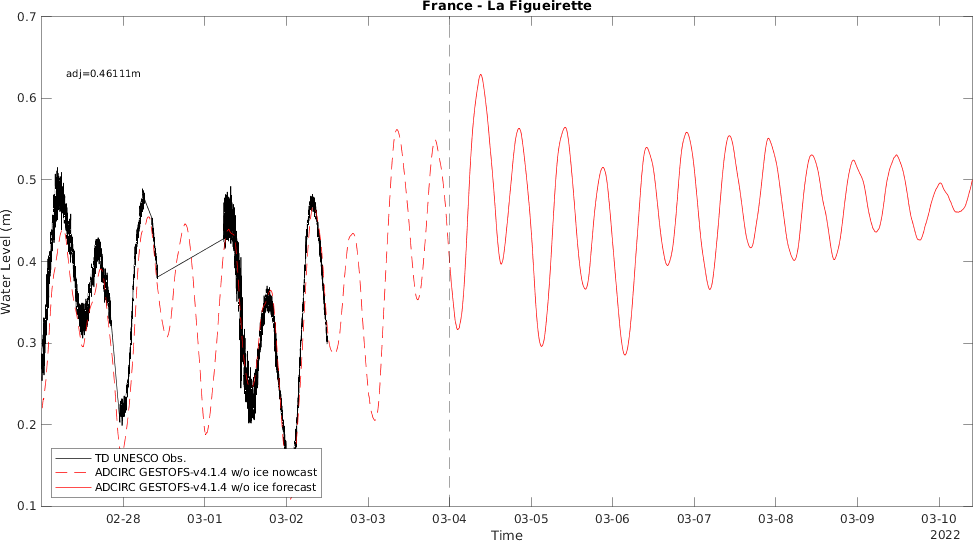 France - La Figueirette
0.7
adj=0.46111m
0.6
0.5
0.4
0.3
0.2
0.1
Water Level (m)
TD UNESCO Obs.
ADCIRC GESTOFS-v4.1.4 w/o ice nowcast
ADCIRC GESTOFS-v4.1.4 w/o ice forecast
02-28 03-01 03-02 03-03 03-04 03-05 03-06 03-07 03-08 03-09 03-10
Time
2022